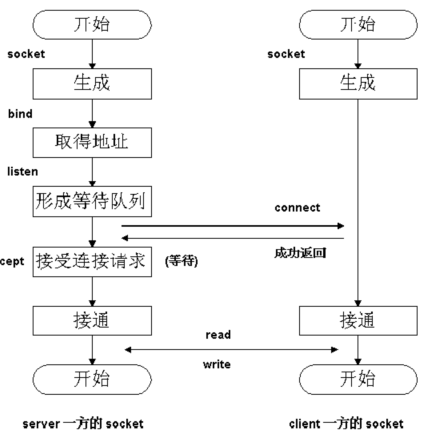 开始
开始
socket
socket
生成
生成
bind
取得地址
listen
形成等待队列
connect
成功返回
cept
接受连接请求
(等待)
接通
接通
read
write
开始
开始
server 一方的 socket
client 一方的 socket